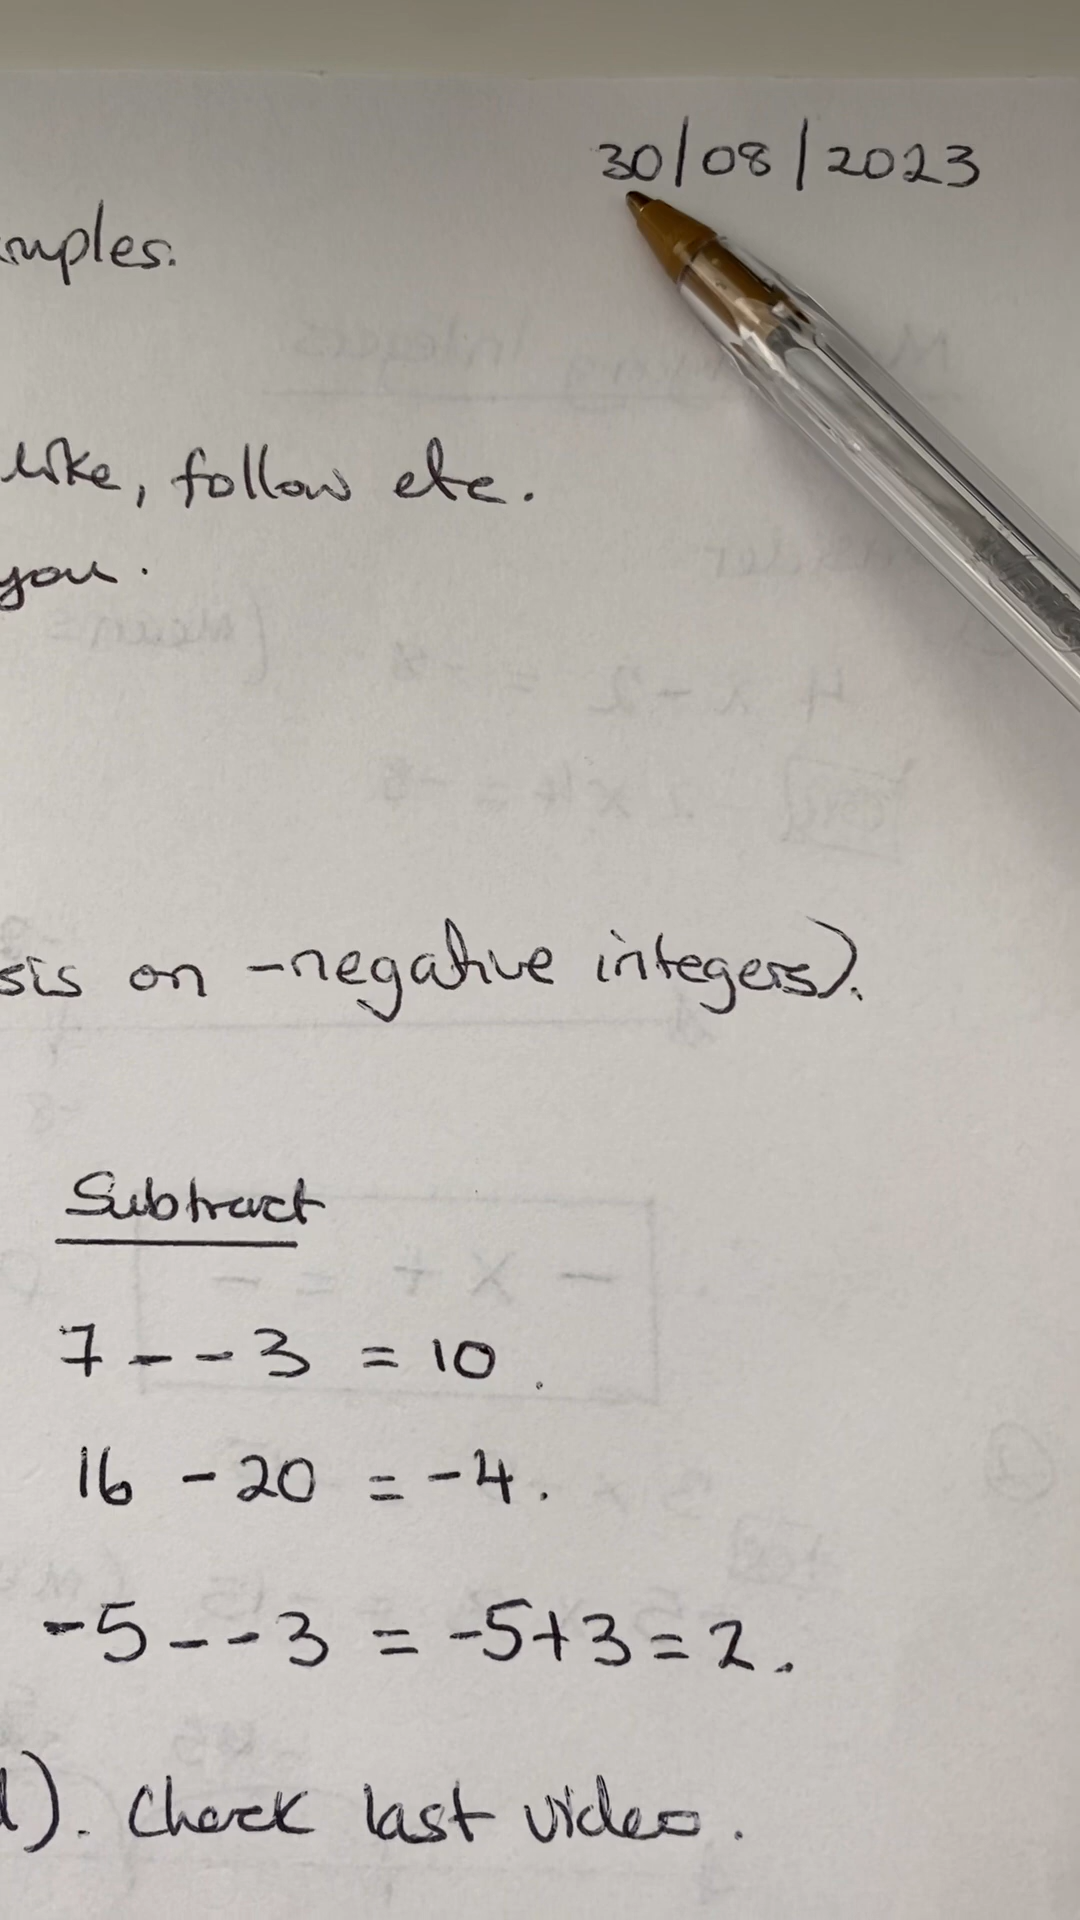 30/08/2023
mples.
like, follow etc.
you.
sis on -negative integers).
Subtract
7 - - 3 = 10.
16 - 20 = -4.
-5 - - 3 = -5+3 = 2.
). Check last video.